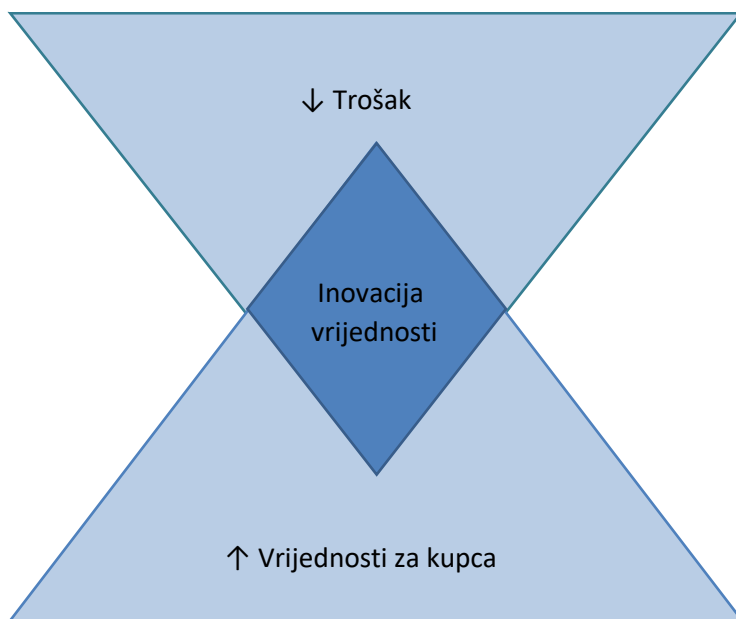 ↓ Trošak
Inovacija
vrijednosti
↑ Vrijednosti za kupca